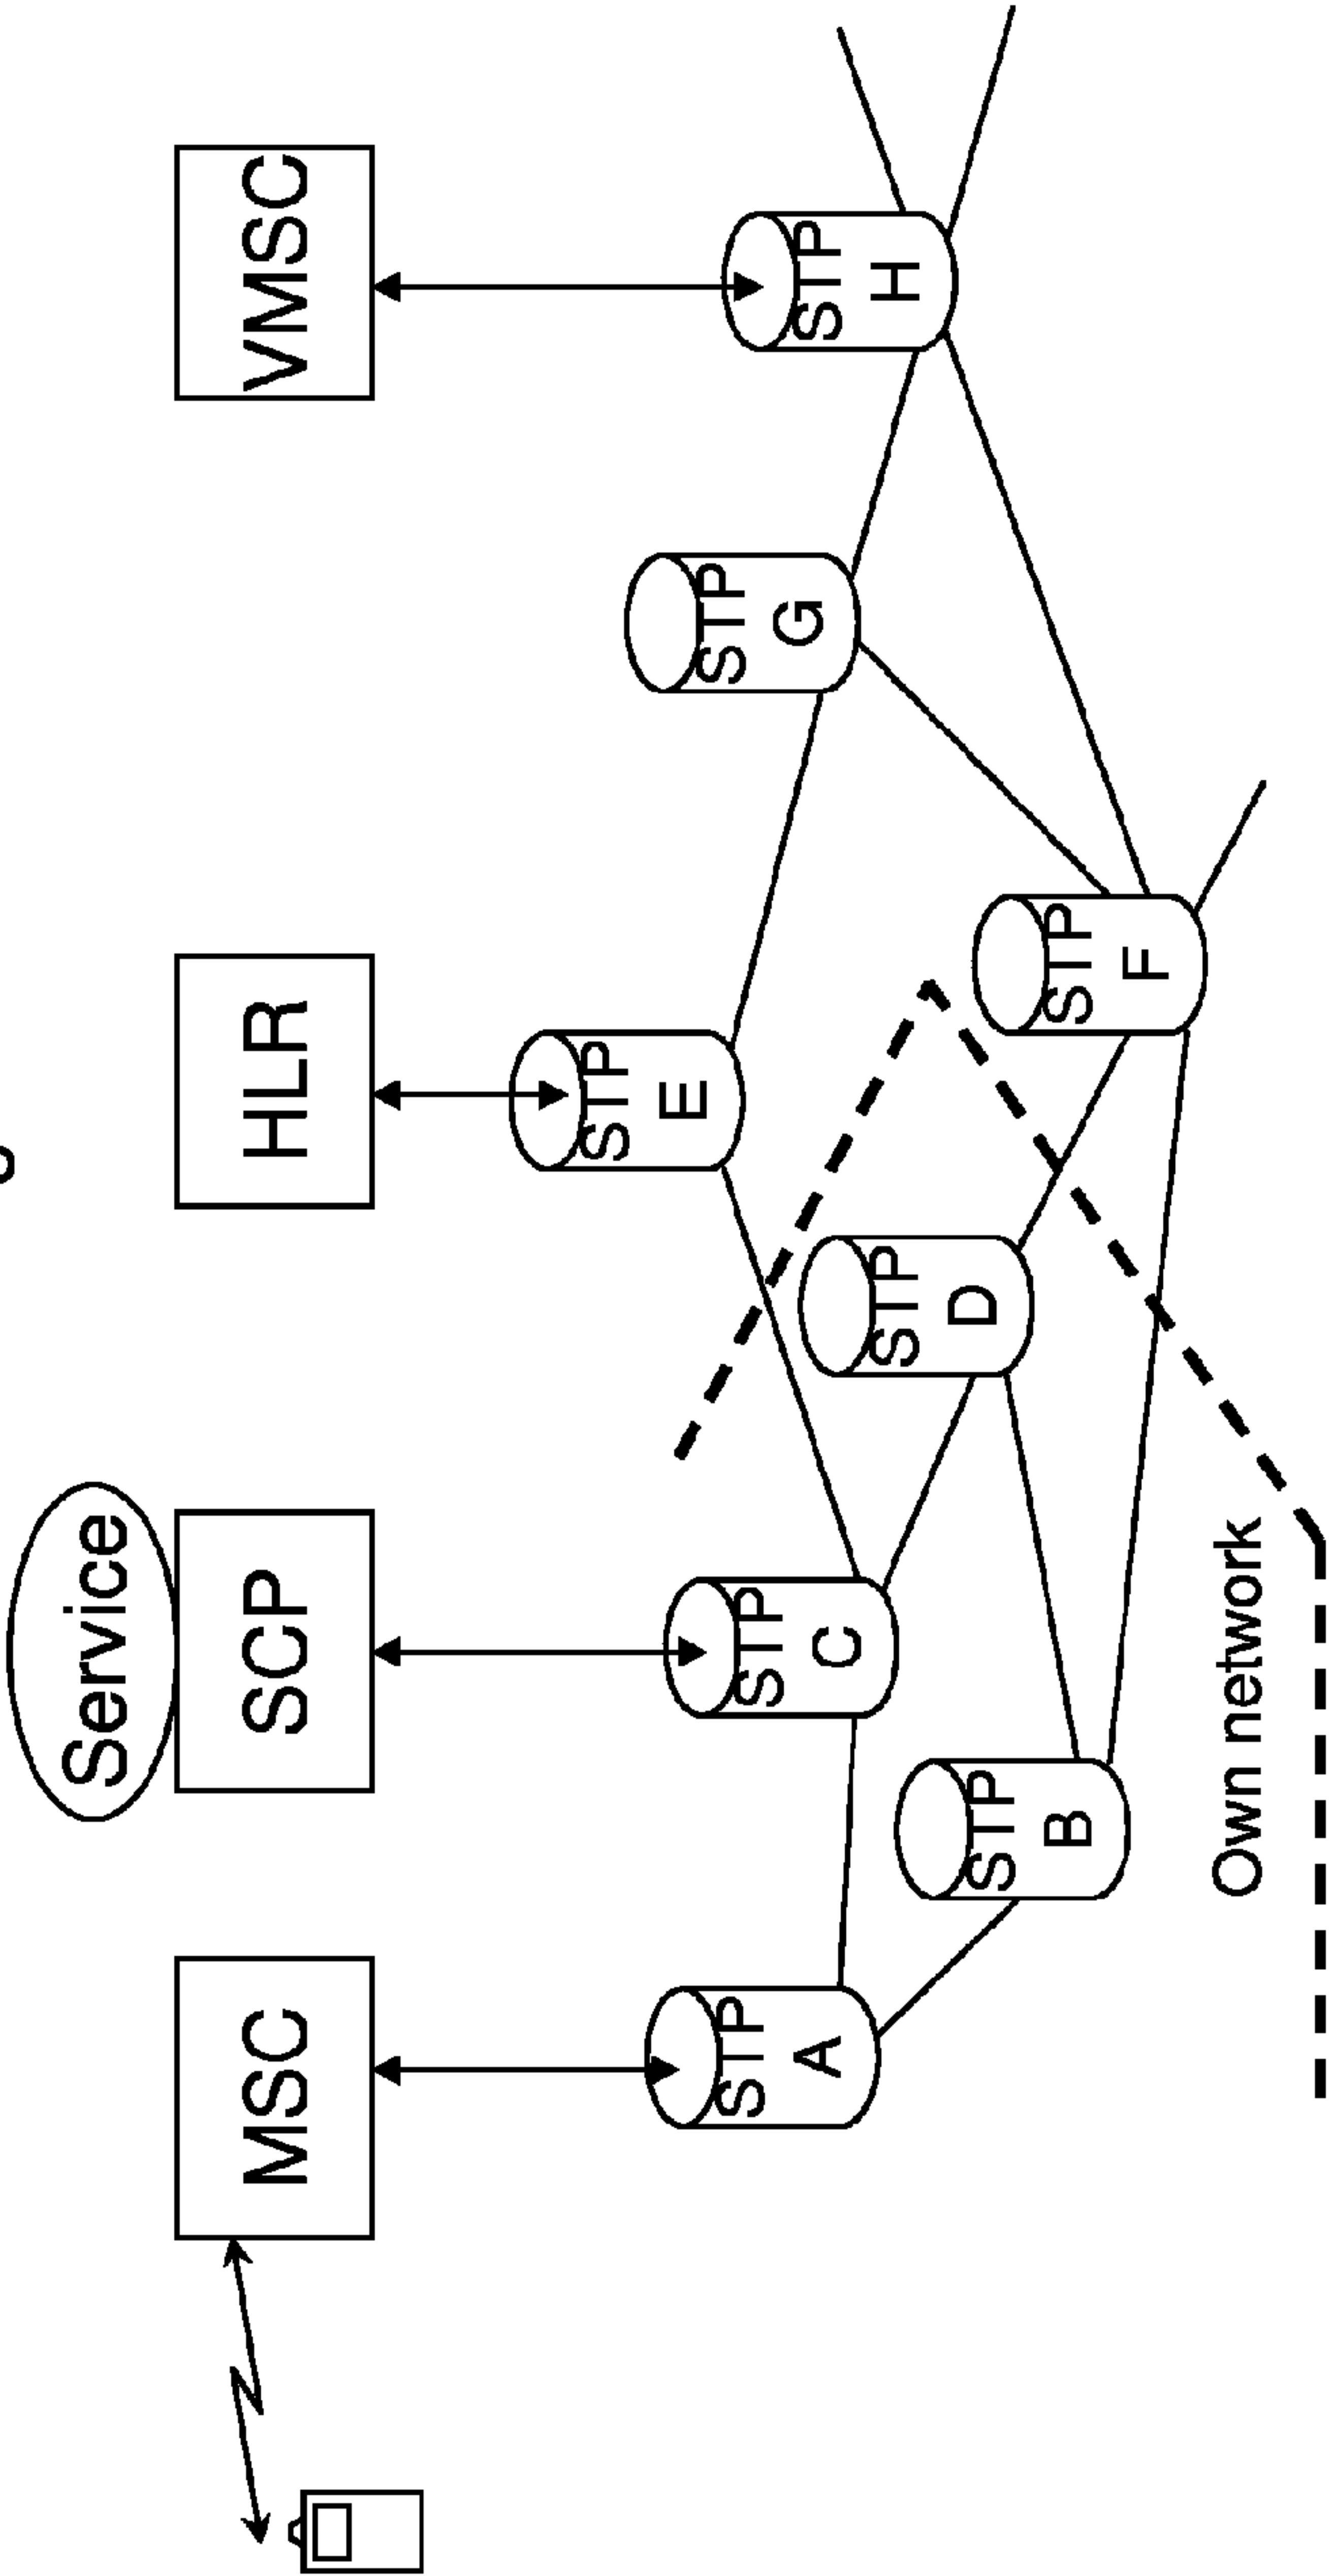 Service
MSC
SCP
HLR
VMSC
STP
A
STP
B
STP
C
STP
D
STP
E
STP
F
STP
G
STP
H
Own network